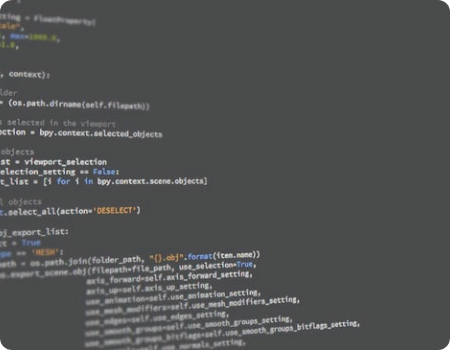 tting = FloatProperty(
cale",
, max=1000.0,
=1.0,
, context):
older
= (os.path.dirname(self.filepath))
s selected in the viewport
ection = bpy.context.selected_objects
objects
st = viewport_selection
election_setting == False:
t_list = [i for i in bpy.context.scene.objects]
l objects
t.select_all(action='DESELECT')
bj_export_list:
ct = True
ype == 'MESH':
path = os.path.join(folder_path, "{}.obj".format(item.name))
s.export_scene.obj(filepath=file_path, use_selection=True,
axis_forward=self.axis_forward_setting,
axis_up=self.axis_up_setting,
use_animation=self.use_animation_setting,
use_mesh_modifiers=self.use_mesh_modifiers_setting,
use_edges=self.use_edges_setting,
use_smooth_groups=self.use_smooth_groups_setting,
use_smooth_groups_bitflags=self.use_smooth_groups_bitflags_setting,
self.use_normals_setting,